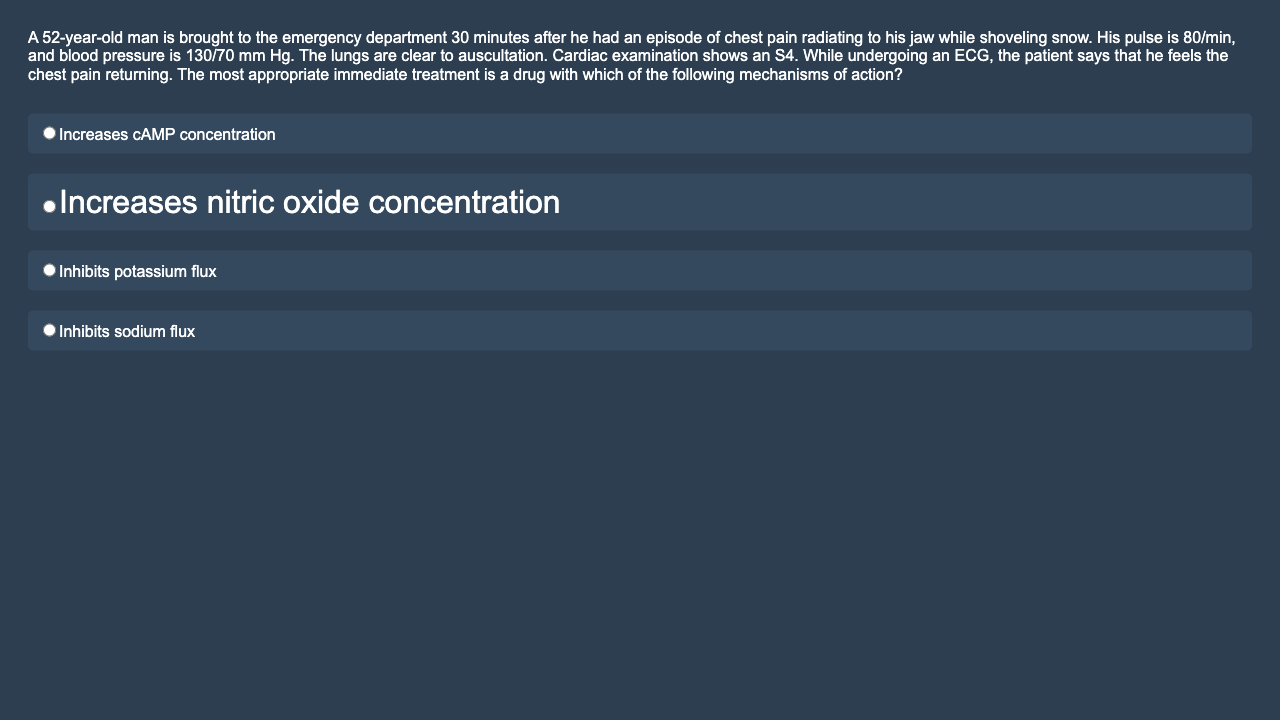 A 52-year-old man is brought to the emergency department 30 minutes after he had an episode of chest pain radiating to his jaw while shoveling snow. His pulse is 80/min,
and blood pressure is 130/70 mm Hg. The lungs are clear to auscultation. Cardiac examination shows an S4. While undergoing an ECG, the patient says that he feels the
chest pain returning. The most appropriate immediate treatment is a drug with which of the following mechanisms of action?
Increases cAMP concentration
Increases nitric oxide concentration
Inhibits potassium flux
Inhibits sodium flux